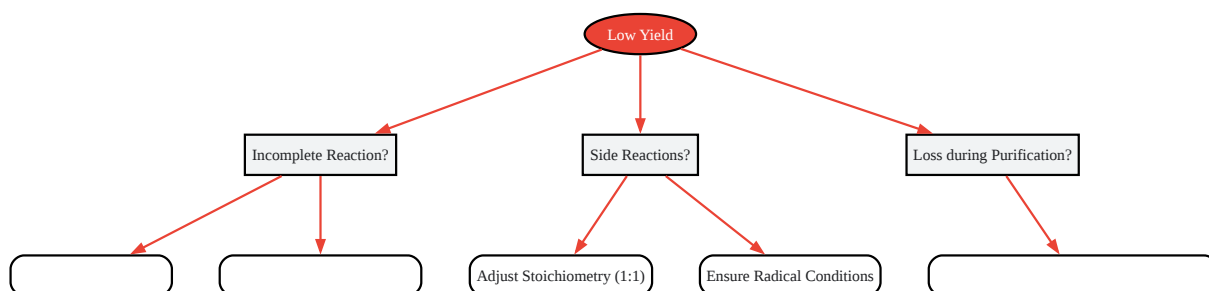 Low Yield
Incomplete Reaction?
Side Reactions?
Loss during Purification?
Adjust Stoichiometry (1:1)
Ensure Radical Conditions